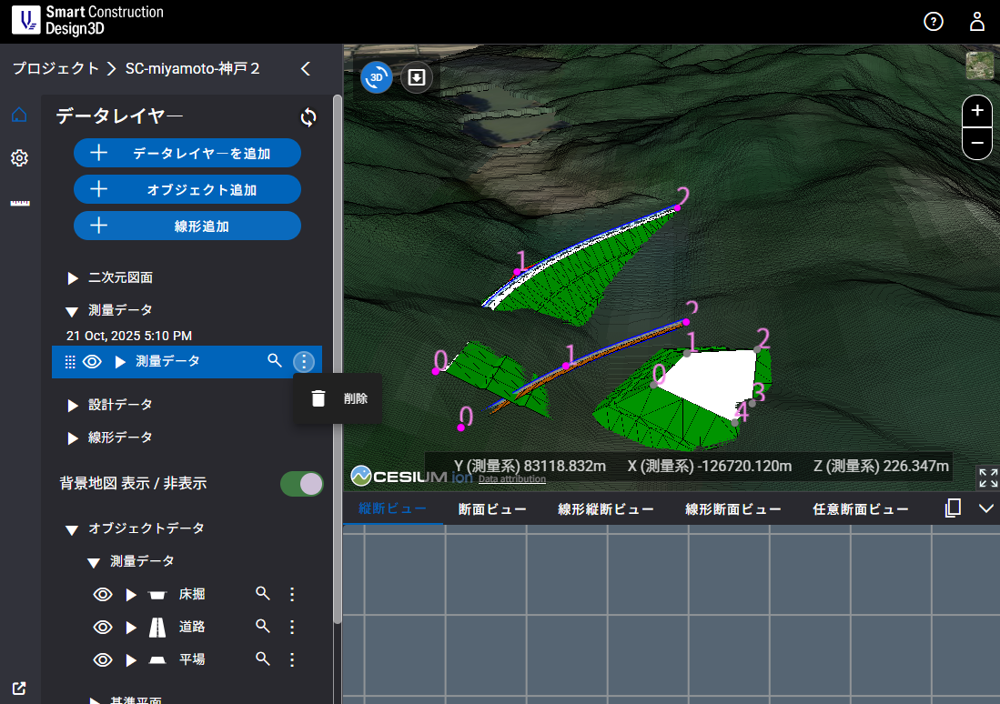 Smart Construction
Design3D
プロジェクト > SC-miyamoto-神戸２
データレイヤー
データレイヤーを追加
オブジェクト追加
線形追加
二次元図面
測量データ
21 Oct, 2025 5:10 PM
測量データ
削除
設計データ
線形データ
背景地図 表示 / 非表示
オブジェクトデータ
測量データ
床掘
道路
平場
基準平面
3D
2
1
2
0
1
1
2
0
3
0
4
CESIUM ion
Data attribution
Y (測量系) 83118.832m X (測量系) -126720.120m Z (測量系) 226.347m
縦断ビュー 断面ビュー 線形縦断ビュー 線形断面ビュー 任意断面ビュー